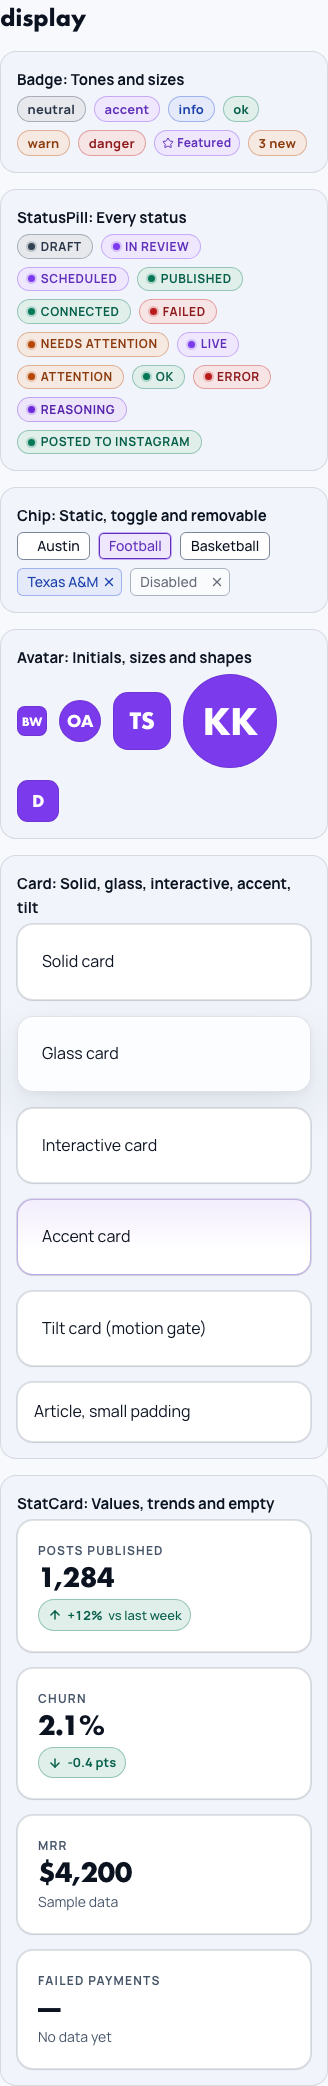 display
Badge: Tones and sizes
neutral accent info ok
warn danger Featured 3 new
StatusPill: Every status
DRAFT IN REVIEW
SCHEDULED PUBLISHED
CONNECTED FAILED
NEEDS ATTENTION LIVE
ATTENTION OK ERROR
REASONING
POSTED TO INSTAGRAM
Chip: Static, toggle and removable
Austin Football Basketball
Texas A&M × Disabled ×
Avatar: Initials, sizes and shapes
BW OA TS KK
D
Card: Solid, glass, interactive, accent,
tilt
Solid card
Glass card
Interactive card
Accent card
Tilt card (motion gate)
Article, small padding
StatCard: Values, trends and empty
POSTS PUBLISHED
1,284
↑ +12% vs last week
CHURN
2.1%
↓ -0.4 pts
MRR
$4,200
Sample data
FAILED PAYMENTS
—
No data yet